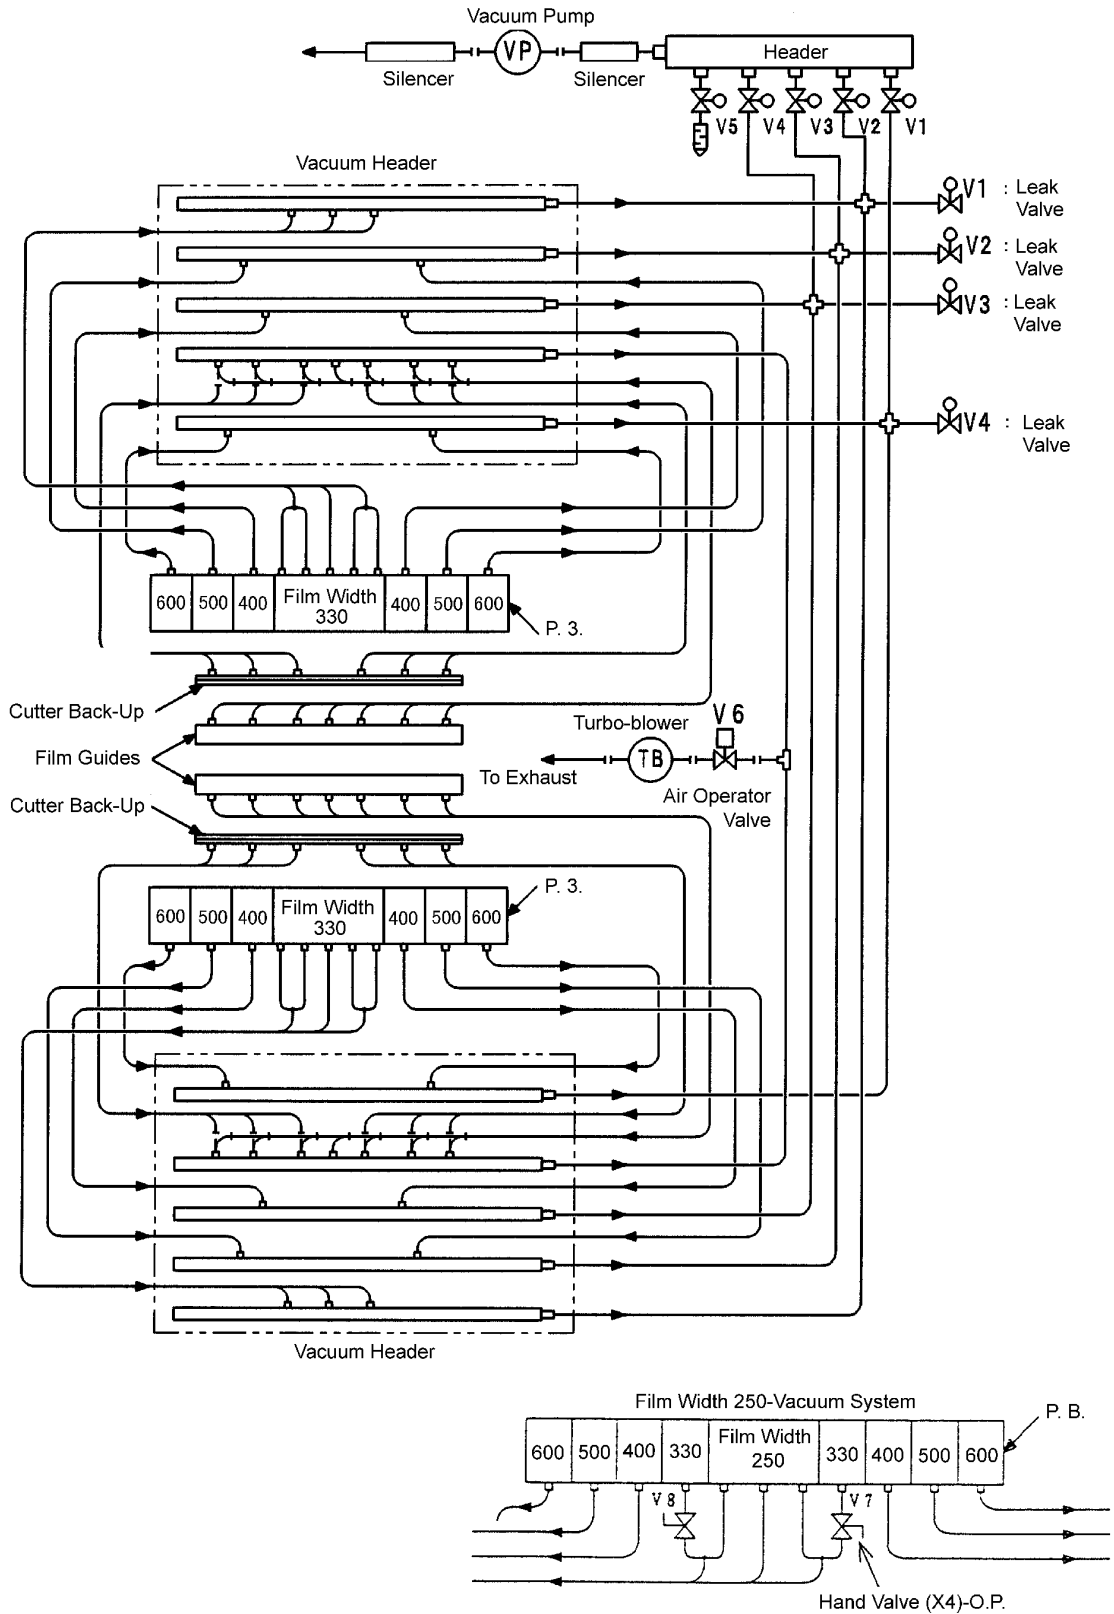 Vacuum Pump
VP
Header
Silencer
Silencer
V5
V4
V3
V2
V1
Vacuum Header
V1 : Leak
Valve
V2 : Leak
Valve
V3 : Leak
Valve
V4 : Leak
Valve
600
500
400
Film Width
330
400
500
600
P. 3.
Cutter Back-Up
Film Guides
Cutter Back-Up
Turbo-blower
V 6
TB
To Exhaust
Air Operator
Valve
P. 3.
600
500
400
Film Width
330
400
500
600
Vacuum Header
Film Width 250-Vacuum System
P. B.
600
500
400
330
Film Width
250
330
400
500
600
V 8
V 7
Hand Valve (X4)-O.P.